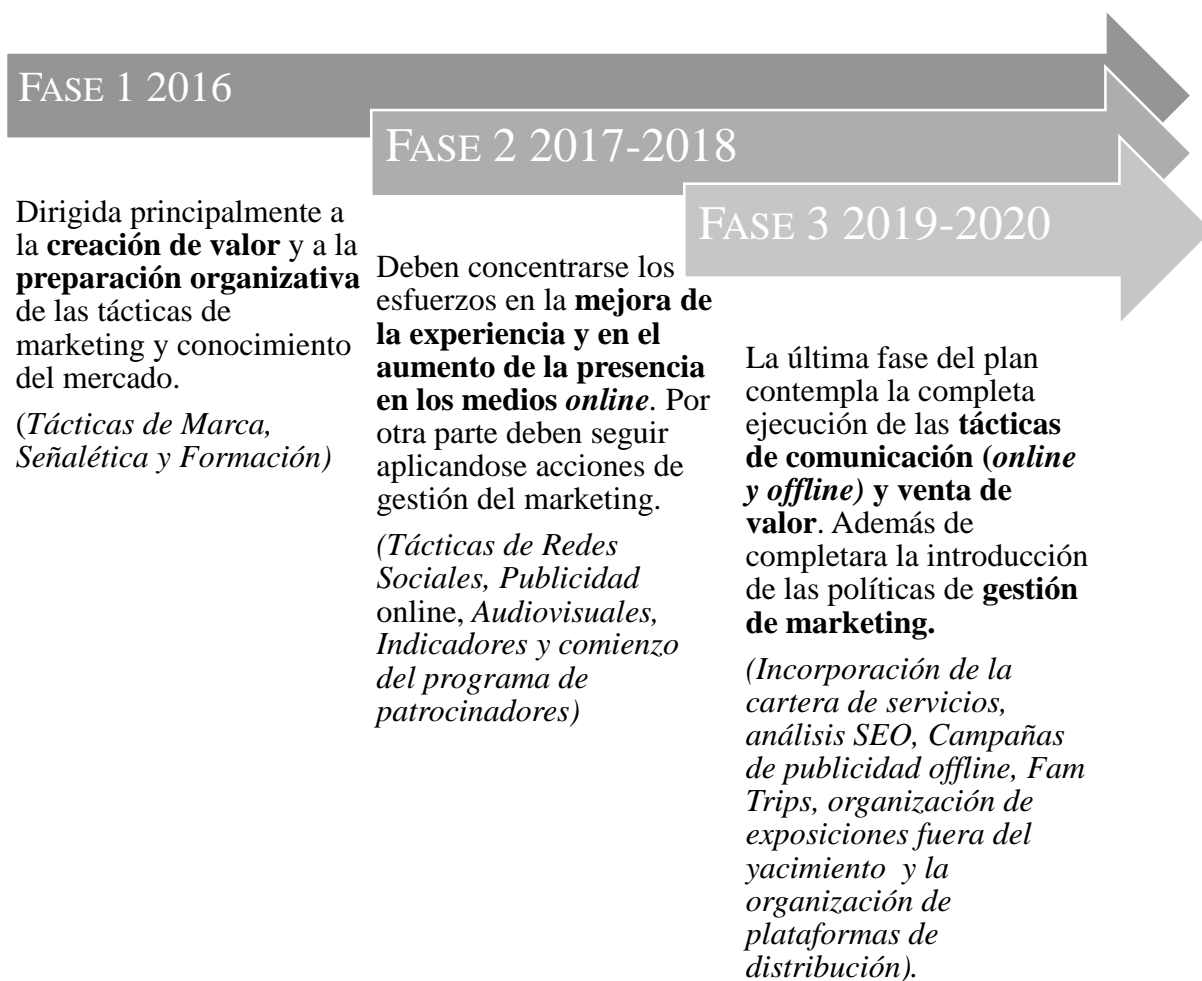 FASE 1 2016
Dirigida principalmente a
la creación de valor y a la
preparación organizativa
de las tácticas de
marketing y conocimiento
del mercado.
(Tácticas de Marca,
Señalética y Formación)
FASE 2 2017-2018
Deben concentrarse los
esfuerzos en la mejora de
la experiencia y en el
aumento de la presencia
en los medios online. Por
otra parte deben seguir
aplicandose acciones de
gestión del marketing.
(Tácticas de Redes
Sociales, Publicidad
online, Audiovisuales,
Indicadores y comienzo
del programa de
patrocinadores)
FASE 3 2019-2020
La última fase del plan
contempla la completa
ejecución de las tácticas
de comunicación (online
y offline) y venta de
valor. Además de
completara la introducción
de las políticas de gestión
de marketing.
(Incorporación de la
cartera de servicios,
análisis SEO, Campañas
de publicidad offline, Fam
Trips, organización de
exposiciones fuera del
yacimiento y la
organización de
plataformas de
distribución).